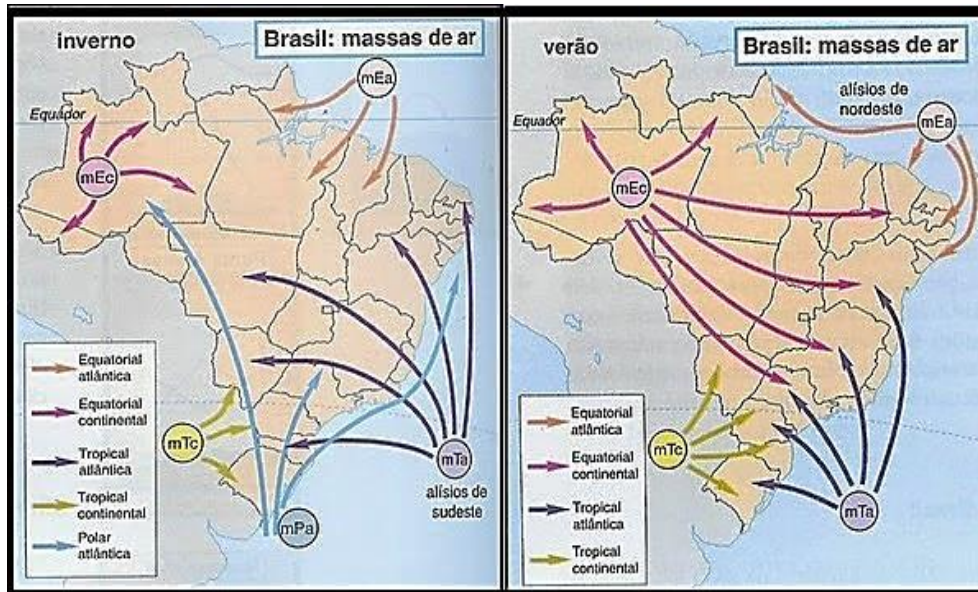 inverno
Brasil: massas de ar
mEa
Equador
mEc
mTc
mTa
alísios de
sudeste
mPa
Equatorial
atlântica
Equatorial
continental
Tropical
atlântica
Tropical
continental
Polar
atlântica
verão
Brasil: massas de ar
alísios de
nordeste
mEa
Equador
mEc
mTc
mTa
Equatorial
atlântica
Equatorial
continental
Tropical
atlântica
Tropical
continental